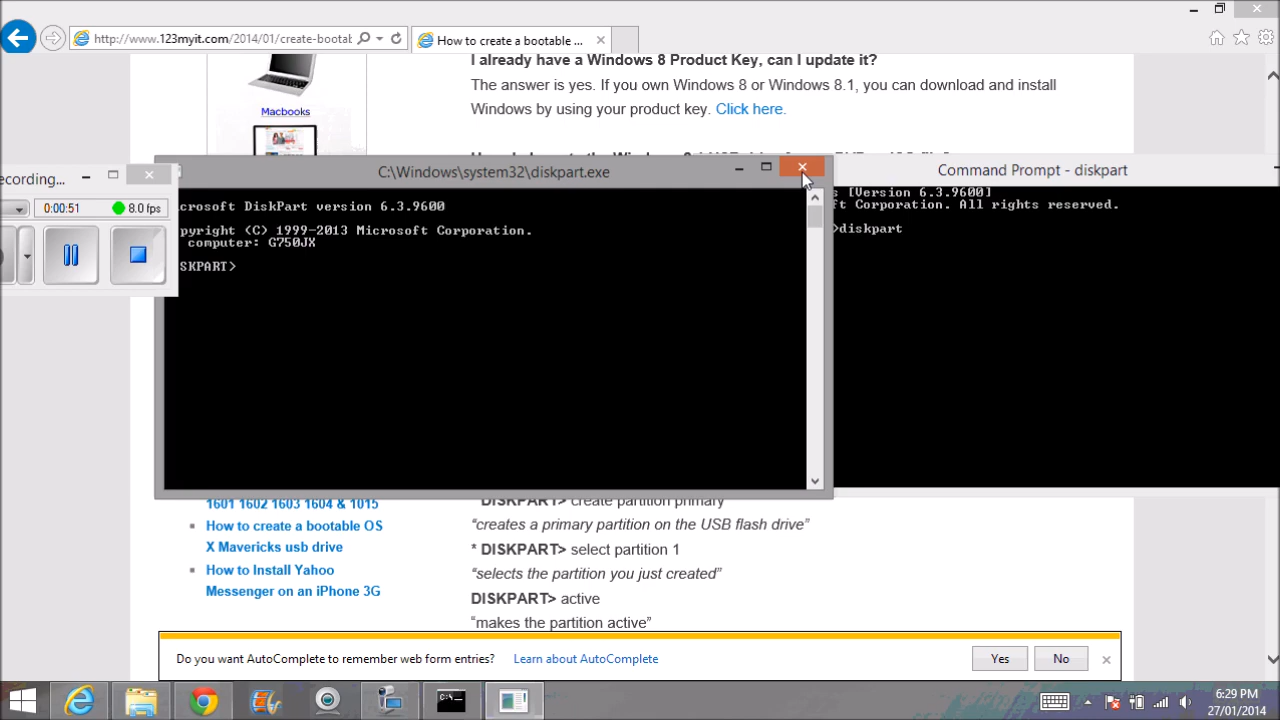 http://www.123myit.com/2014/01/create-bootat
How to create a bootable ...
I already have a Windows 8 Product Key, can I update it?
The answer is yes. If you own Windows 8 or Windows 8.1, you can download and install
Windows by using your product key. Click here.
Macbooks
ecording...
0:00:51
8.0 fps
C:\Windows\system32\diskpart.exe
crosoft DiskPart version 6.3.9600
pyright (C) 1999-2013 Microsoft Corporation.
computer: G750JX
SKPART>
Command Prompt - diskpart
s [Version 6.3.9600]
ft Corporation. All rights reserved.
>diskpart
1601 1602 1603 1604 & 1015
How to create a bootable OS
X Mavericks usb drive
How to Install Yahoo
Messenger on an iPhone 3G
DISKPART> create partition primary
“creates a primary partition on the USB flash drive”
* DISKPART> select partition 1
“selects the partition you just created”
DISKPART> active
“makes the partition active”
Do you want AutoComplete to remember web form entries?
Learn about AutoComplete
Yes
No
C:\_
6:29 PM
27/01/2014